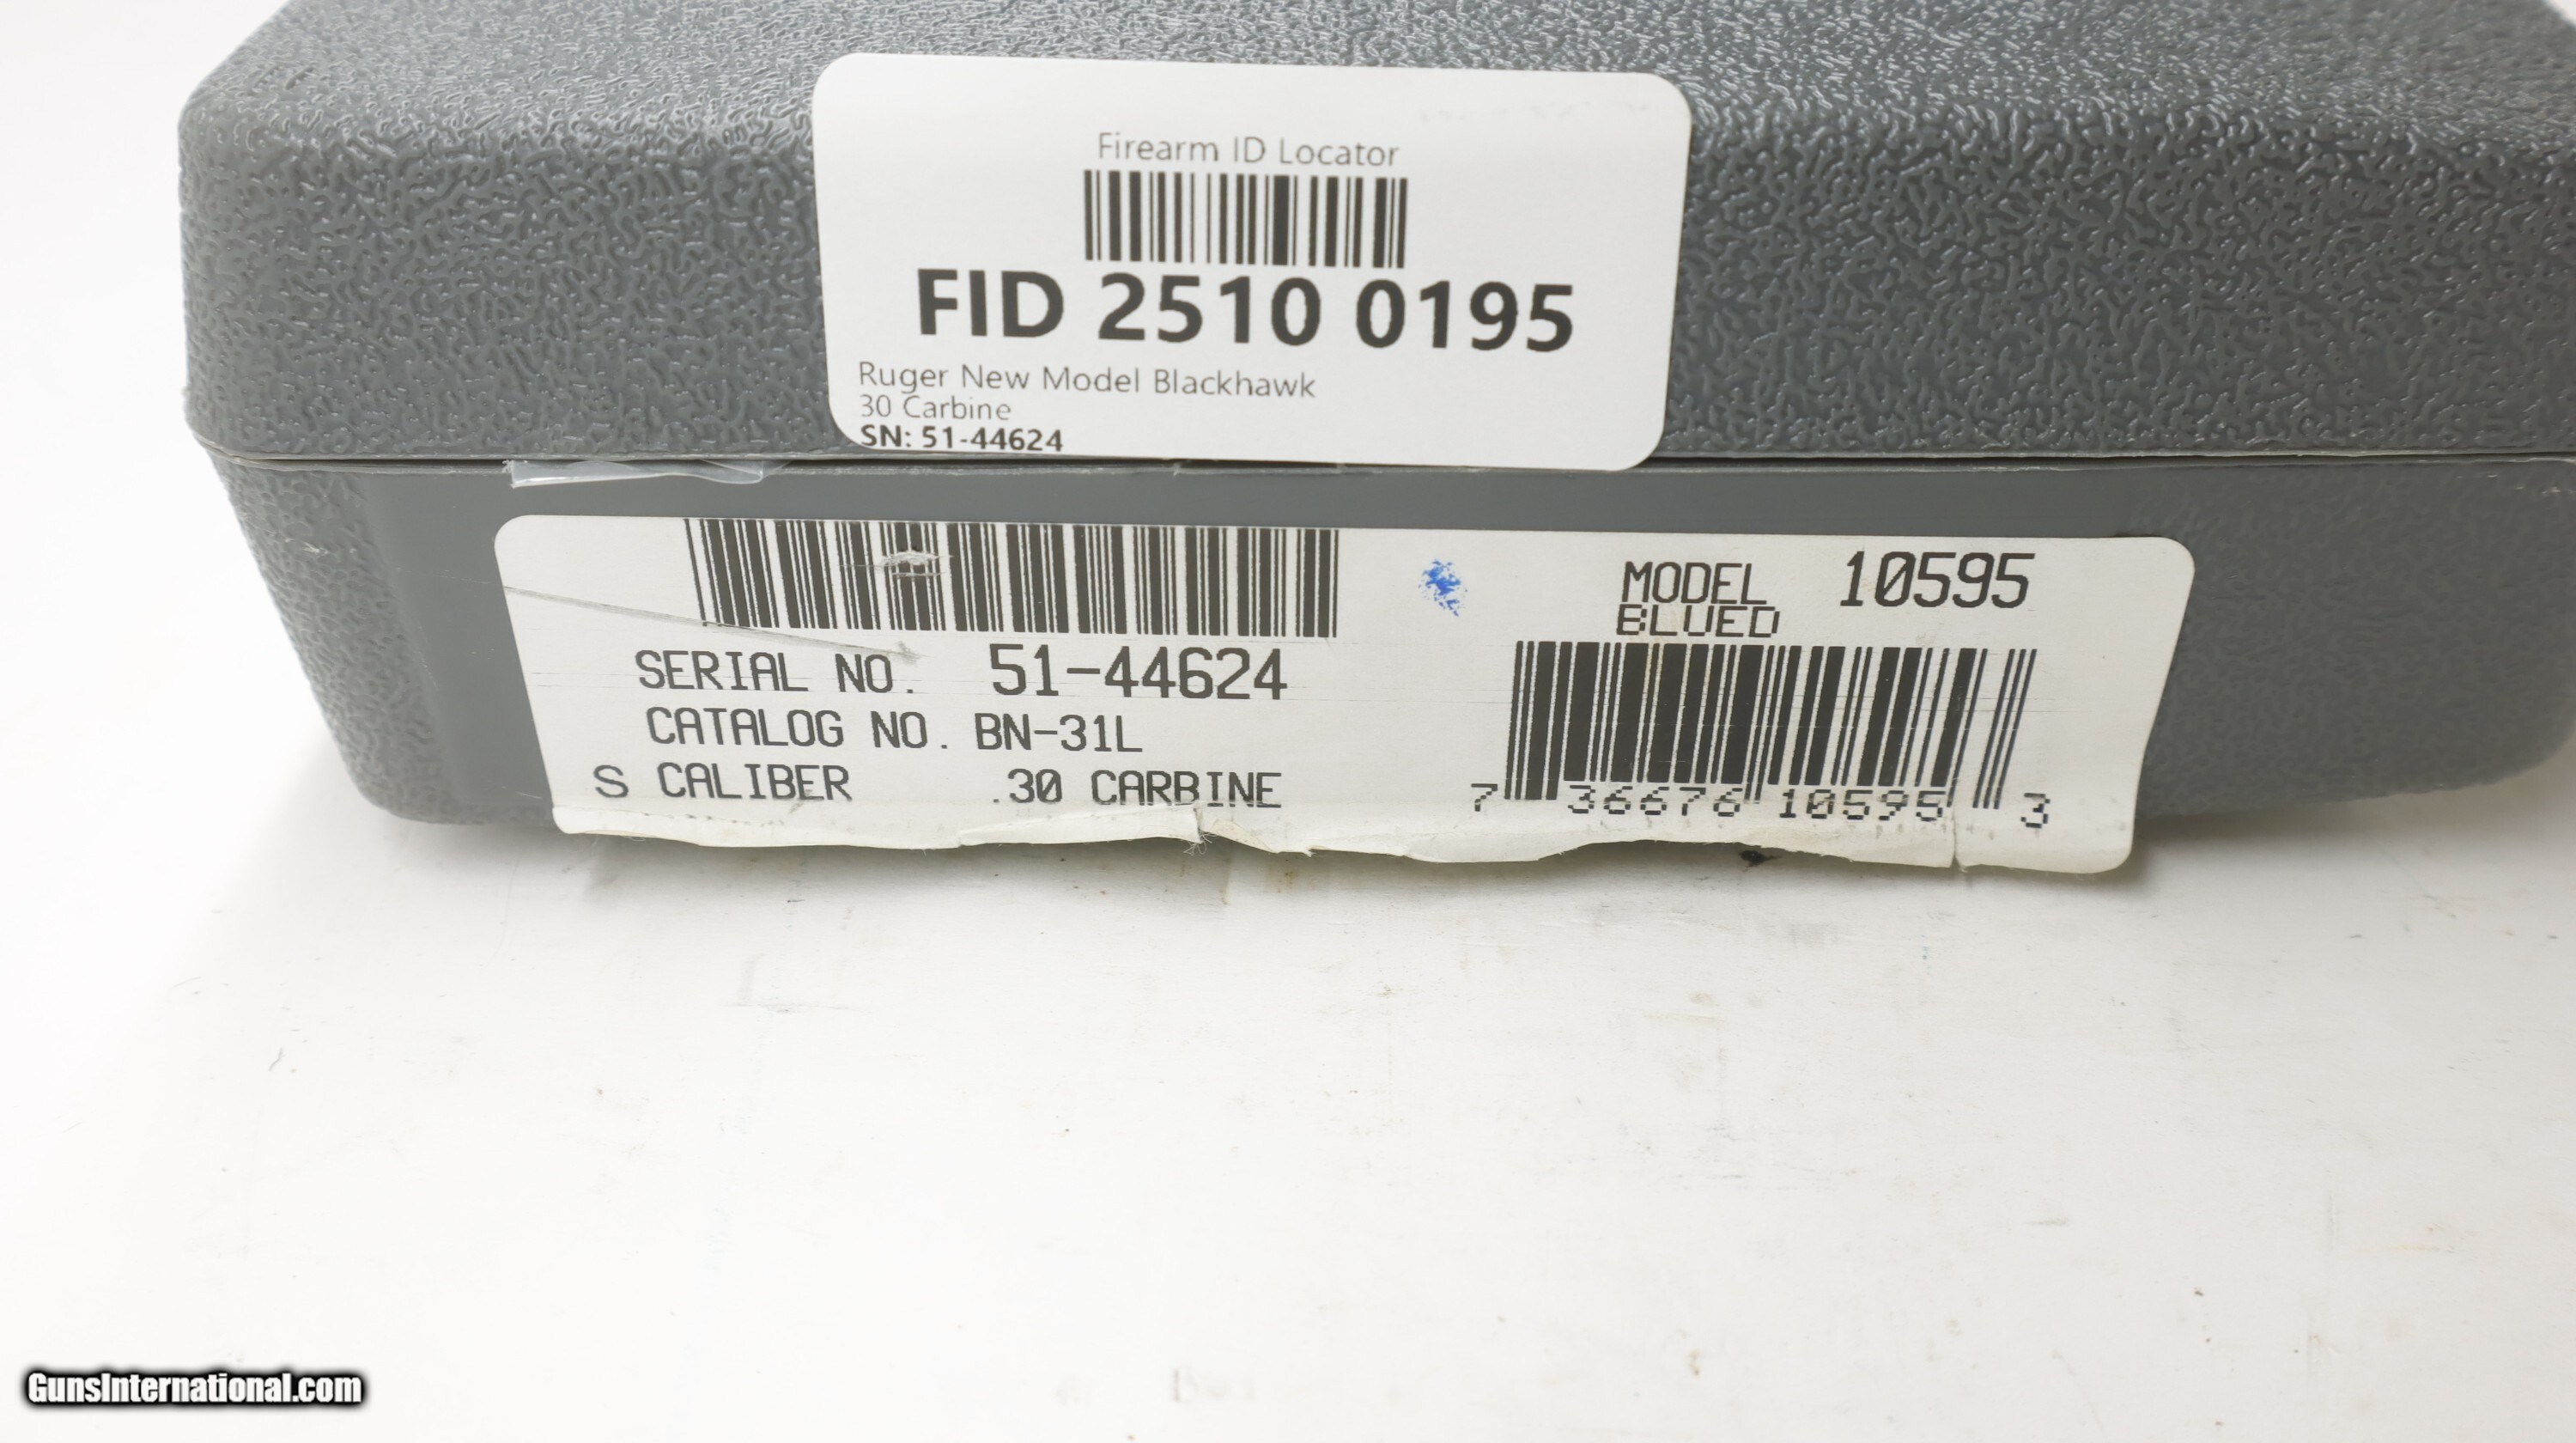 Firearm ID Locator
FID 2510 0195
Ruger New Model Blackhawk
30 Carbine
SN: 51-44624
MODEL 10595
BLUED
SERIAL NO. 51-44624
CATALOG NO. BN-31L
S CALIBER .30 CARBINE
7 36676 10595 3
GunsInternational.com